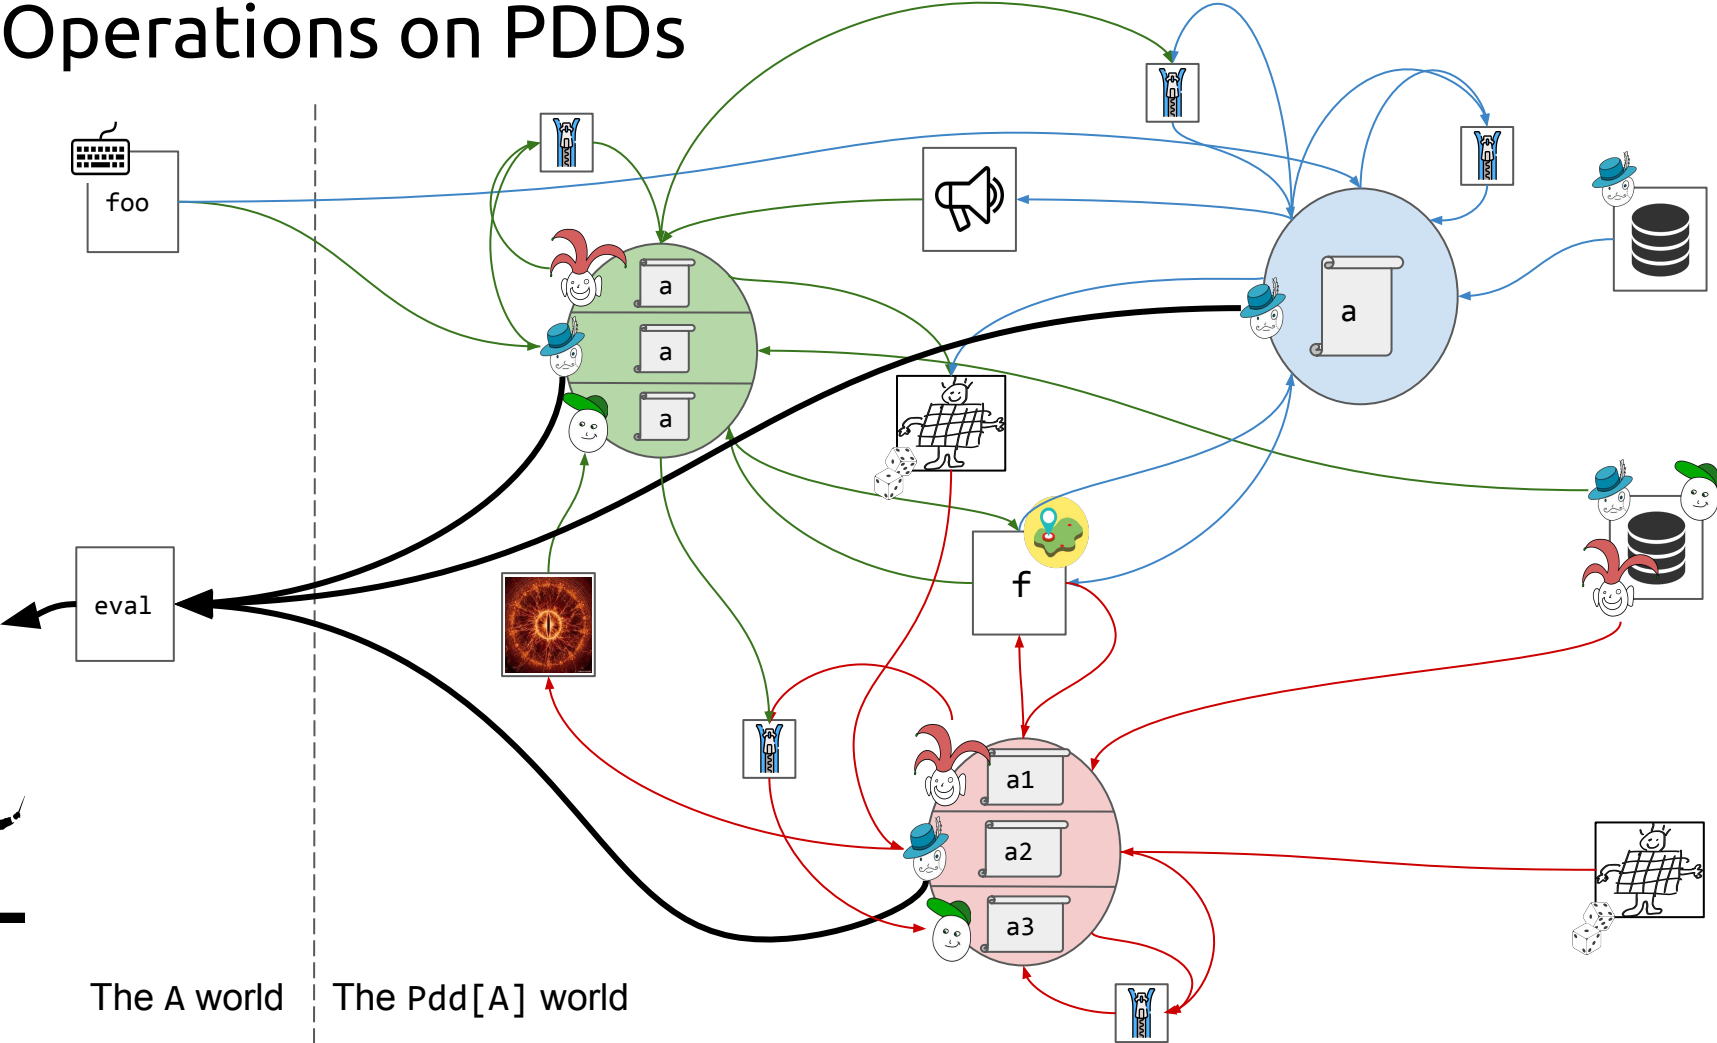 Operations on PDDs
foo
a
a
a
a
f
eval
a1
a2
a3
The A world
The Pdd[A] world